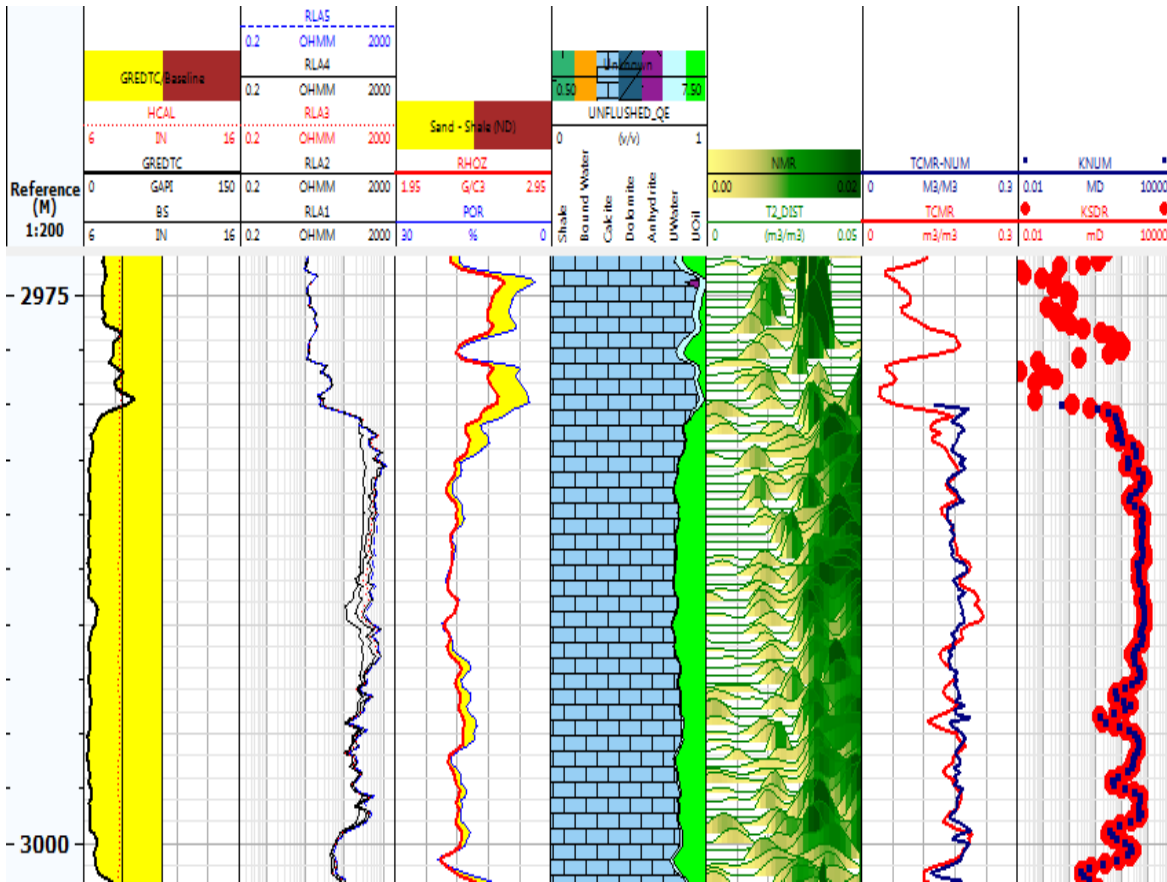 Reference
(M)
1:200
GREDTC/Baseline
HCAL
6 IN 16
GREDTC
0 GAPI 150
BS
6 IN 16
RLA5
0.2 OHMM 2000
RLA4
0.2 OHMM 2000
RLA3
0.2 OHMM 2000
RLA2
0.2 OHMM 2000
RLA1
0.2 OHMM 2000
Sand - Shale (ND)
RHOZ
1.95 G/C3 2.95
POR
30 % 0
Unknown
0.50 7.50
UNFLUSHED_QE
0 (v/v) 1
Shale
Bound Water
Calcite
Dolomite
Anhydrite
UWater
UOil
NMR
0.00 0.02
T2_DIST
0 (m3/m3) 0.05
TCMR-NUM
0 M3/M3 0.3
TCMR
0 m3/m3 0.3
KNUM
0.01 MD 10000
KSDR
0.01 mD 10000
2975
3000